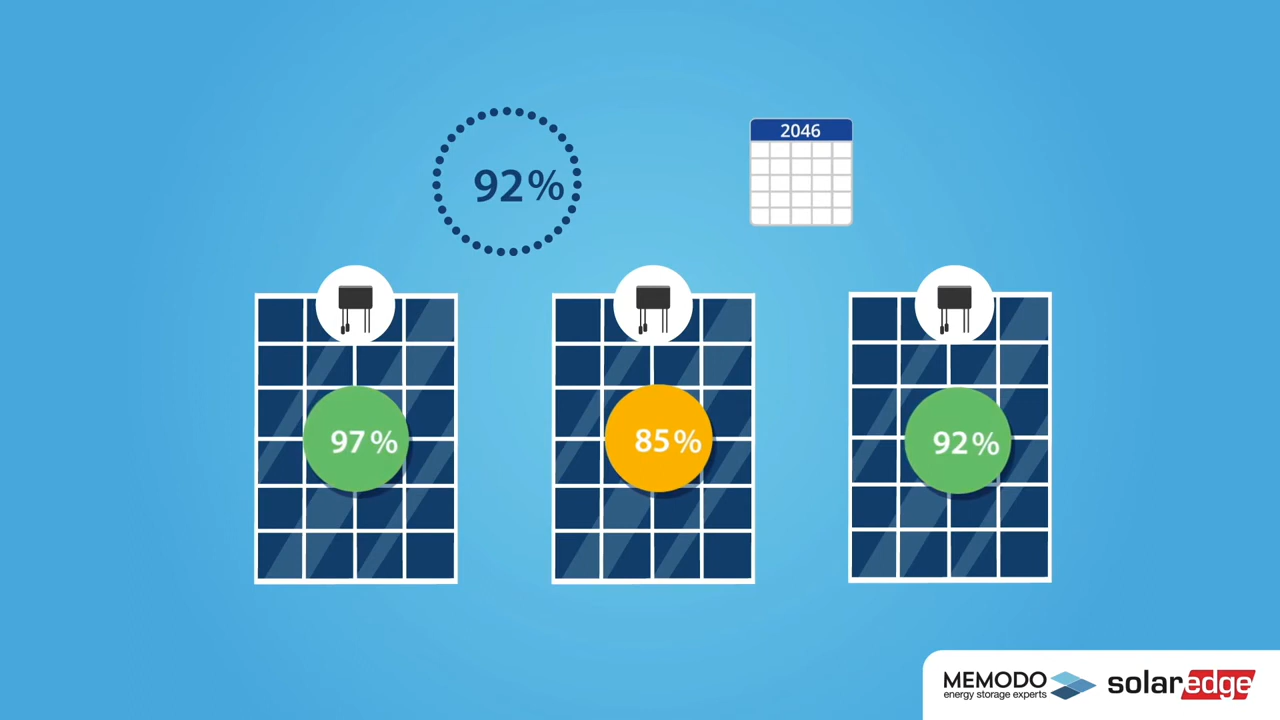 92%
2046
97%
85%
92%
MEMODO
energy storage experts
solaredge